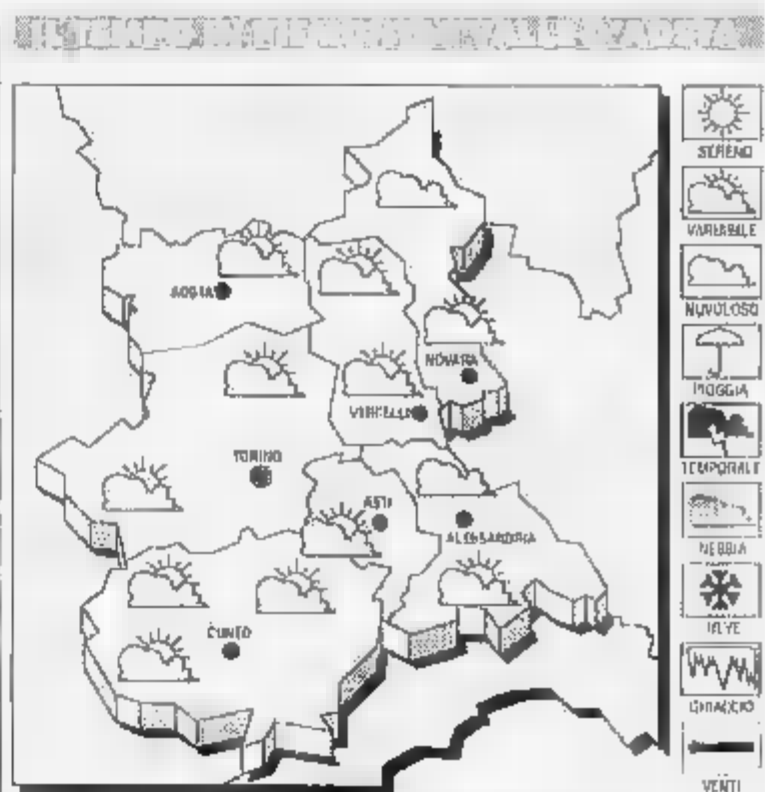 SERENO
VARIABILE
AOSTA
NUVOLOSO
NOVARA
PIOGGIA
VERCELLI
TORINO
TEMPORALE
ASTI
ALESSANDRIA
NEBBIA
NEVE
CUNEO
GHIACCIO
VENTI